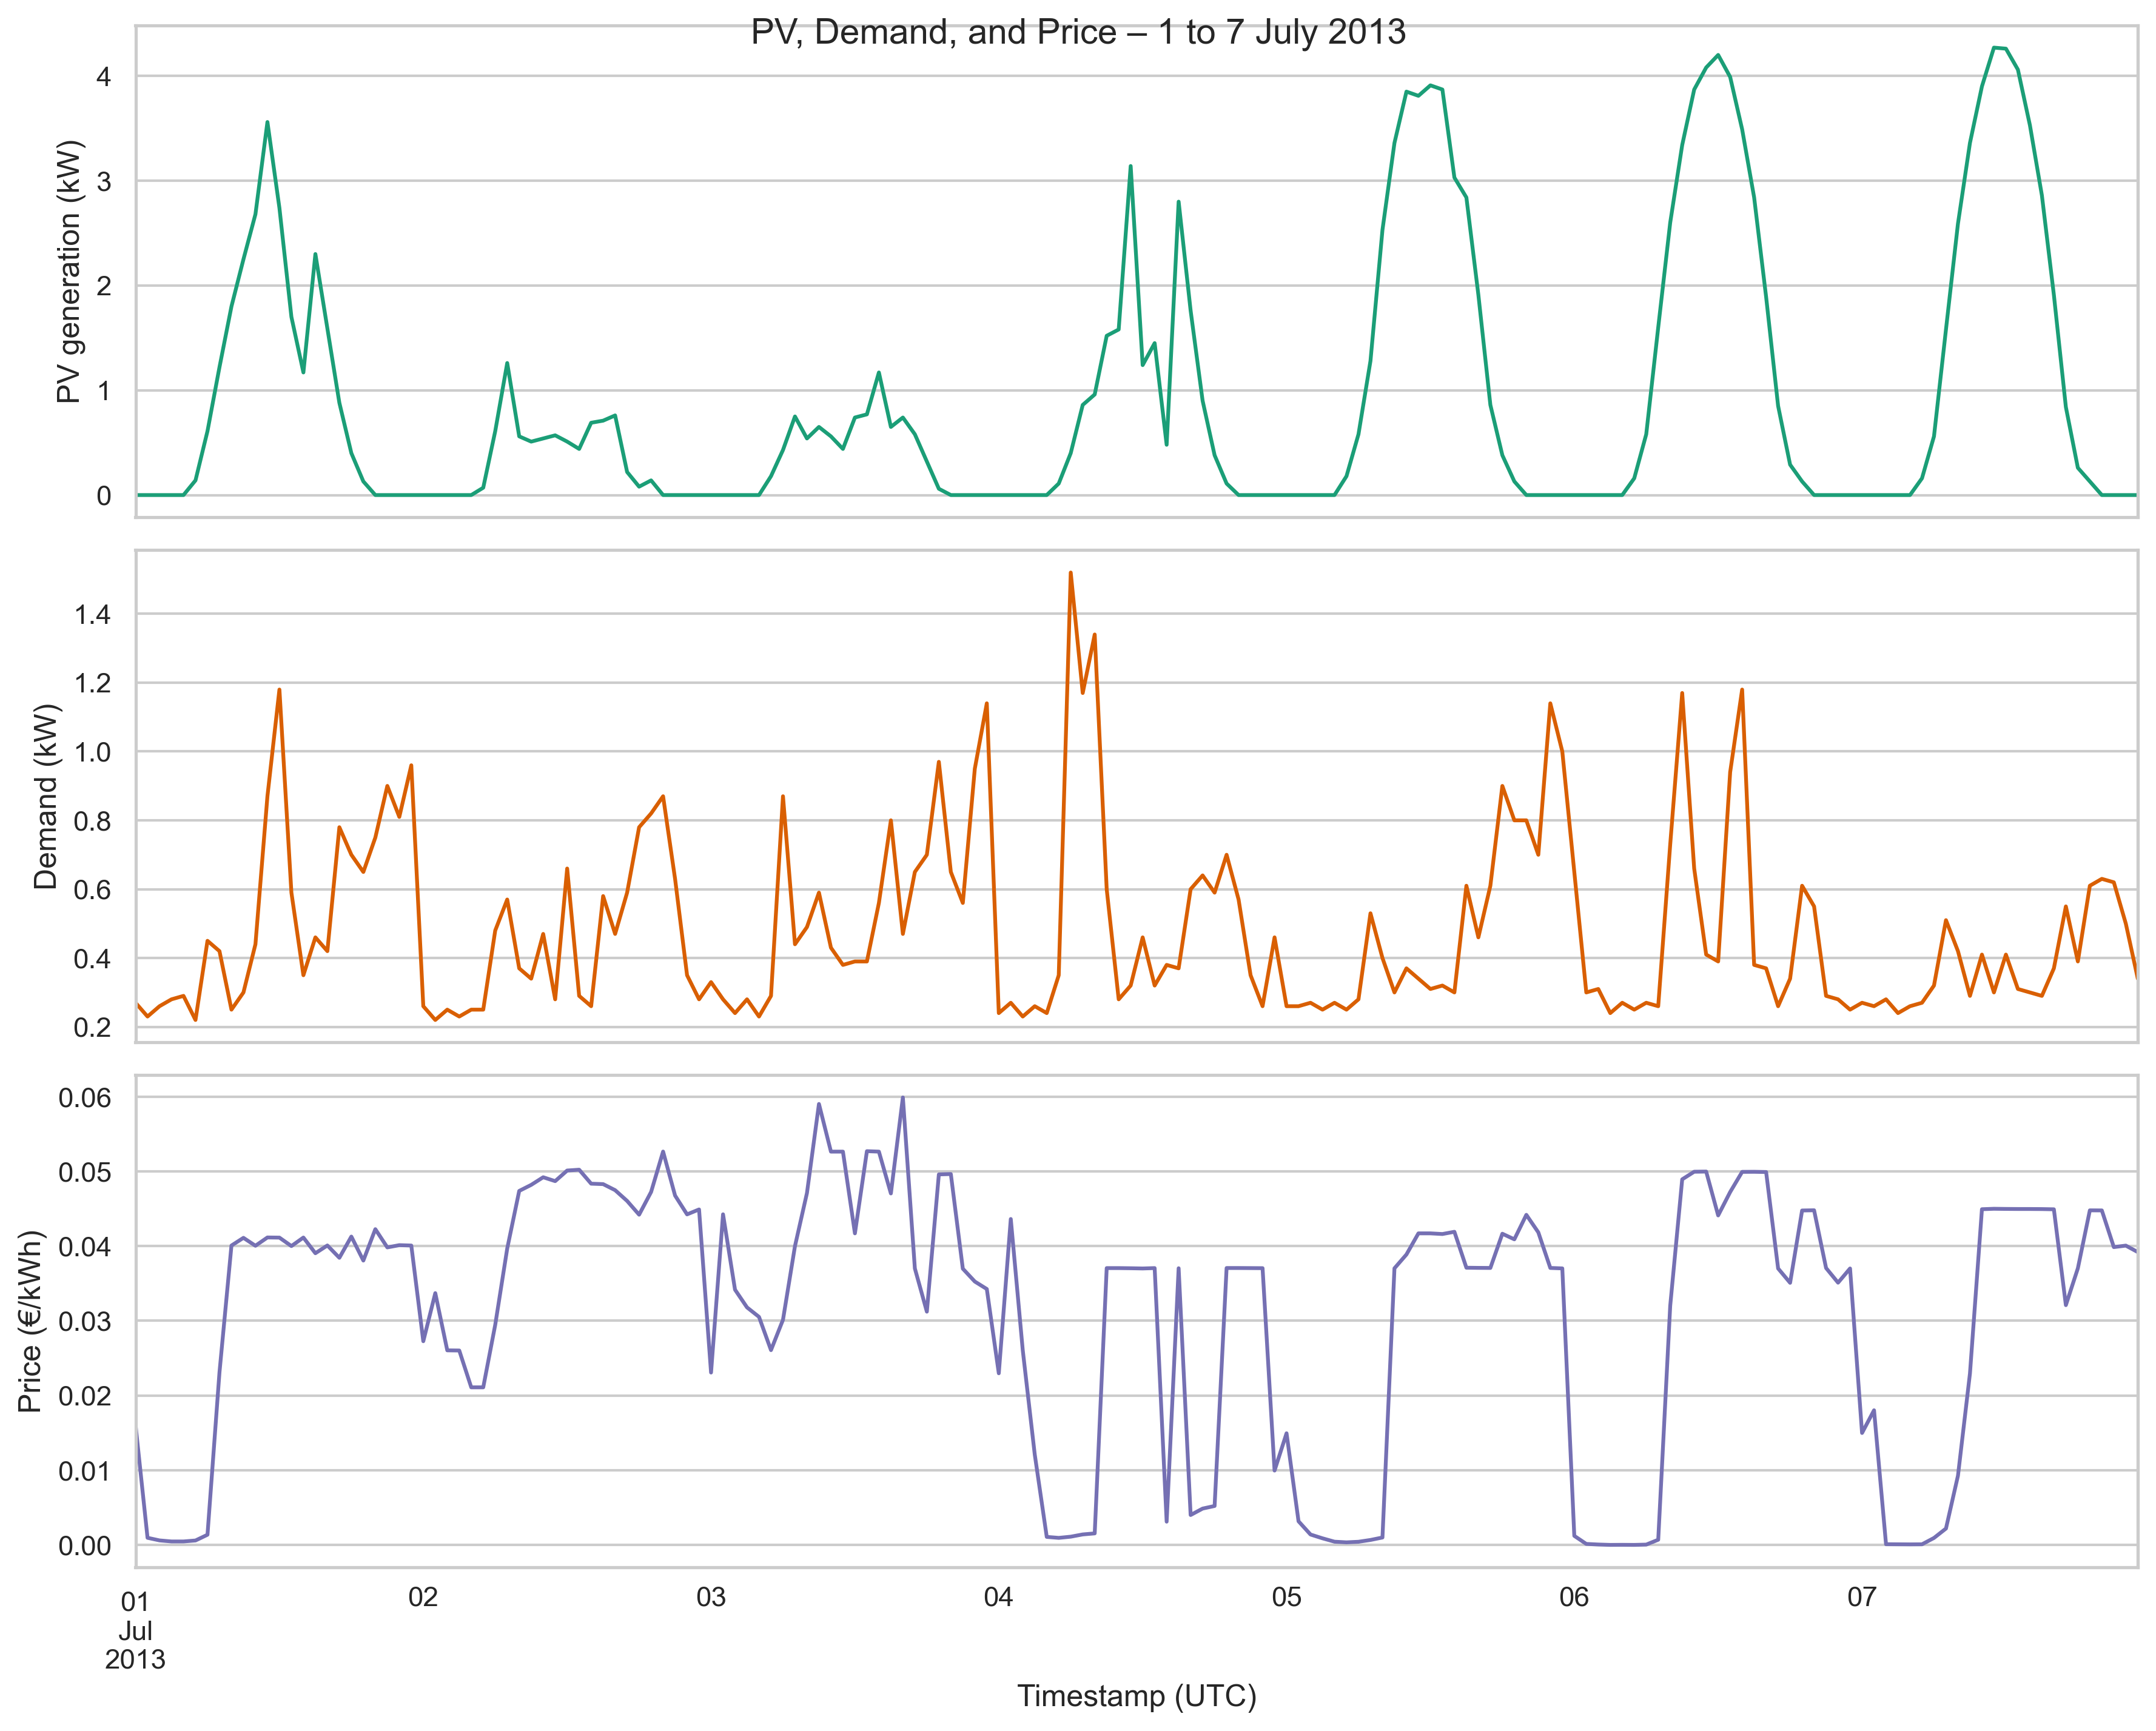 PV, Demand, and Price – 1 to 7 July 2013
PV generation (kW)
4
3
2
1
0
Demand (kW)
1.4
1.2
1.0
0.8
0.6
0.4
0.2
Price (€/kWh)
0.06
0.05
0.04
0.03
0.02
0.01
0.00
01 02 03 04 05 06 07
Jul
2013
Timestamp (UTC)